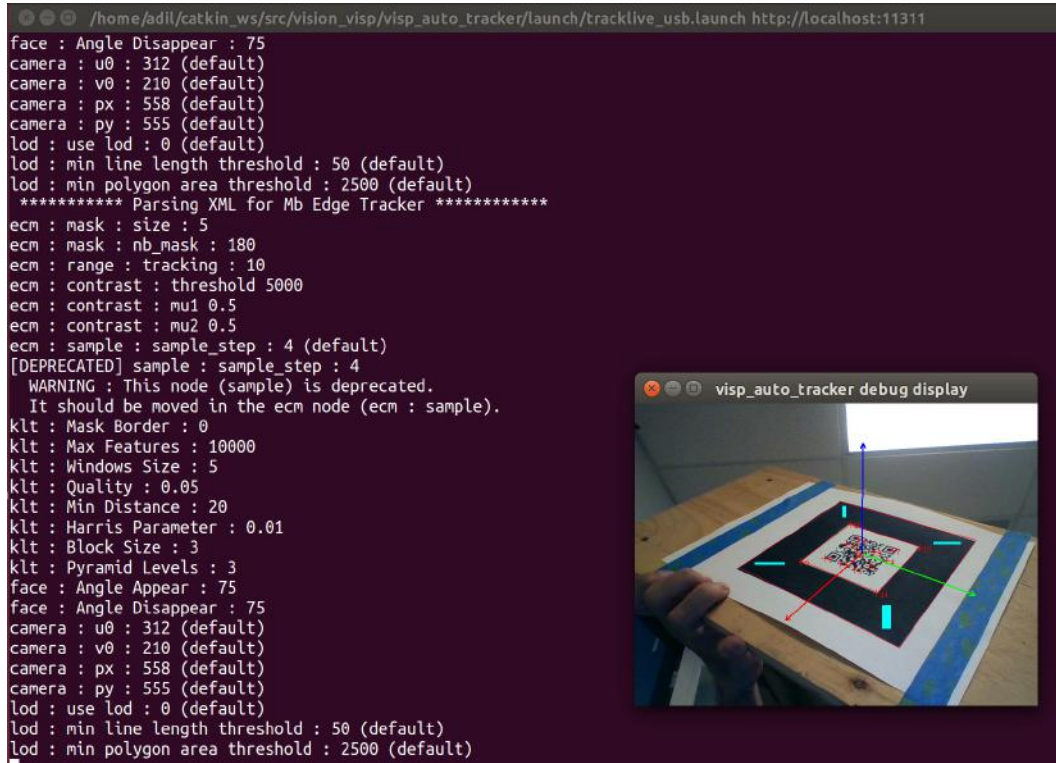 /home/adil/catkin_ws/src/vision_visp/visp_auto_tracker/launch/tracklive_usb.launch http://localhost:11311
face : Angle Disappear : 75
camera : u0 : 312 (default)
camera : v0 : 210 (default)
camera : px : 558 (default)
camera : py : 555 (default)
lod : use lod : 0 (default)
lod : min line length threshold : 50 (default)
lod : min polygon area threshold : 2500 (default)
*********** Parsing XML for Mb Edge Tracker ************
ecm : mask : size : 5
ecm : mask : nb_mask : 180
ecm : range : tracking : 10
ecm : contrast : threshold 5000
ecm : contrast : mu1 0.5
ecm : contrast : mu2 0.5
ecm : sample : sample_step : 4 (default)
[DEPRECATED] sample : sample_step : 4
WARNING : This node (sample) is deprecated.
It should be moved in the ecm node (ecm : sample).
klt : Mask Border : 0
klt : Max Features : 10000
klt : Windows Size : 5
klt : Quality : 0.05
klt : Min Distance : 20
klt : Harris Parameter : 0.01
klt : Block Size : 3
klt : Pyramid Levels : 3
face : Angle Appear : 75
face : Angle Disappear : 75
camera : u0 : 312 (default)
camera : v0 : 210 (default)
camera : px : 558 (default)
camera : py : 555 (default)
lod : use lod : 0 (default)
lod : min line length threshold : 50 (default)
lod : min polygon area threshold : 2500 (default)
visp_auto_tracker debug display